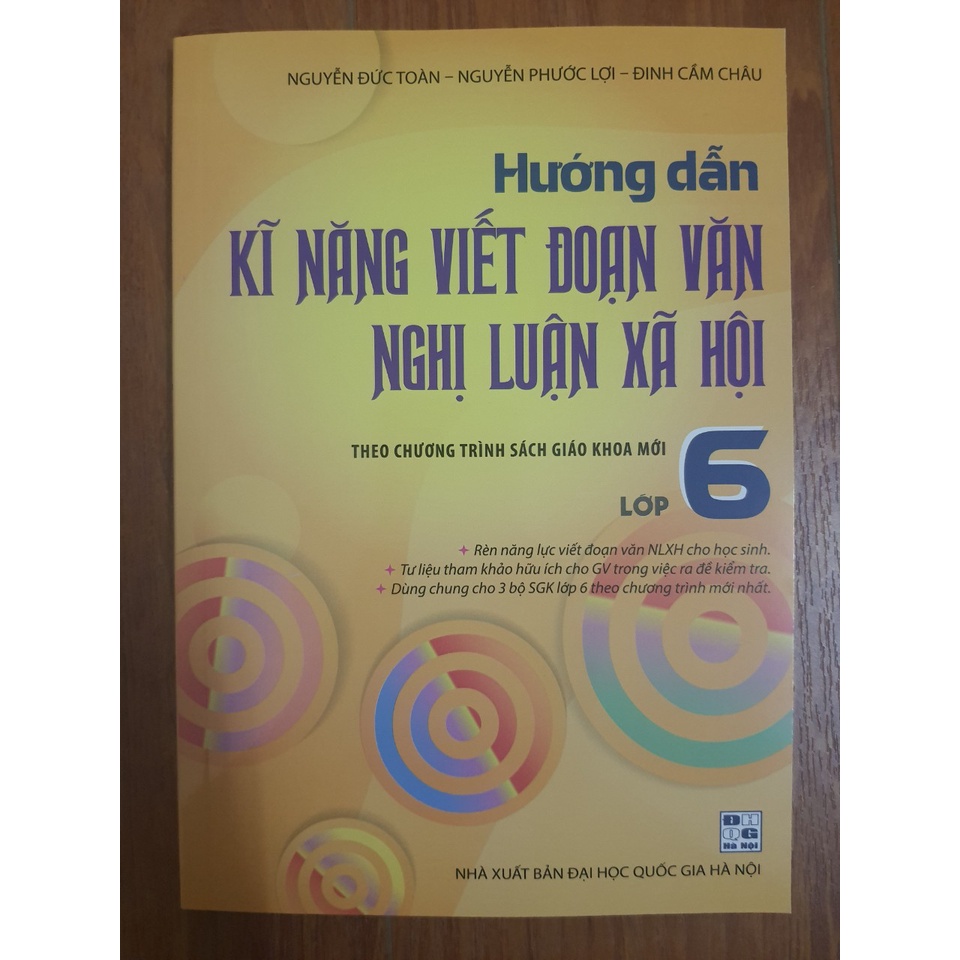 NGUYỄN ĐỨC TOÀN – NGUYỄN PHƯỚC LỢI – ĐINH CẨM CHÂU
Hướng dẫn
KĨ NĂNG VIẾT ĐOẠN VĂN
NGHỊ LUẬN XÃ HỘI
THEO CHƯƠNG TRÌNH SÁCH GIÁO KHOA MỚI
LỚP 6
Rèn năng lực viết đoạn văn NLXH cho học sinh.
Tư liệu tham khảo hữu ích cho GV trong việc ra đề kiểm tra.
Dùng chung cho 3 bộ SGK lớp 6 theo chương trình mới nhất.
ĐH
QG
Hà Nội
NHÀ XUẤT BẢN ĐẠI HỌC QUỐC GIA HÀ NỘI